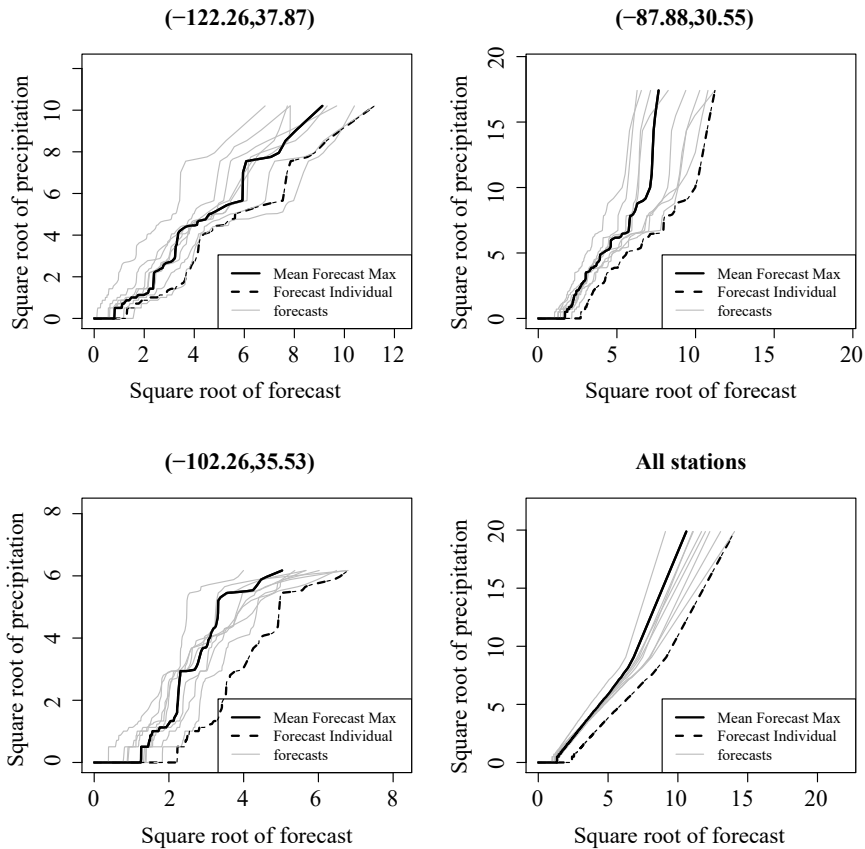 (−122.26,37.87)
Square root of precipitation
0 2 4 6 8 10
Mean Forecast Max
Forecast Individual
forecasts
0 2 4 6 8 10 12
Square root of forecast
(−87.88,30.55)
Square root of precipitation
0 5 10 15 20
Mean Forecast Max
Forecast Individual
forecasts
0 5 10 15 20
Square root of forecast
(−102.26,35.53)
Square root of precipitation
0 2 4 6 8
Mean Forecast Max
Forecast Individual
forecasts
0 2 4 6 8
Square root of forecast
All stations
Square root of precipitation
0 5 10 15 20
Mean Forecast Max
Forecast Individual
forecasts
0 5 10 15 20
Square root of forecast